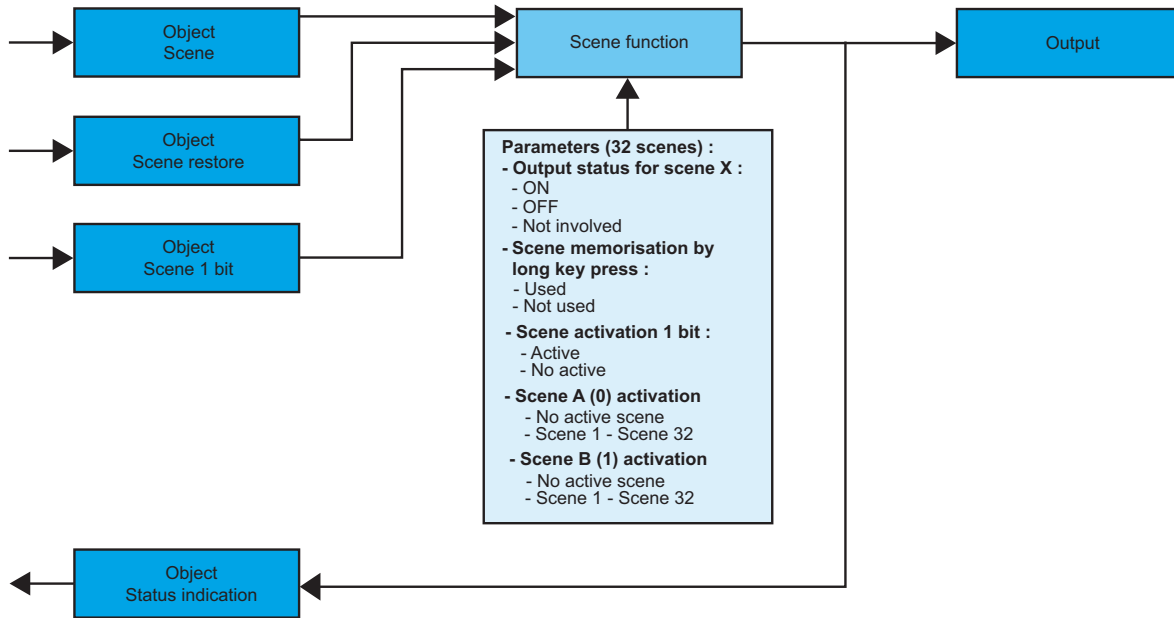 Object
Scene
Scene function
Output
Object
Scene restore
Object
Scene 1 bit
Parameters (32 scenes) :
- Output status for scene X :
- ON
- OFF
- Not involved
- Scene memorisation by
long key press :
- Used
- Not used
- Scene activation 1 bit :
- Active
- No active
- Scene A (0) activation
- No active scene
- Scene 1 - Scene 32
- Scene B (1) activation
- No active scene
- Scene 1 - Scene 32
Object
Status indication